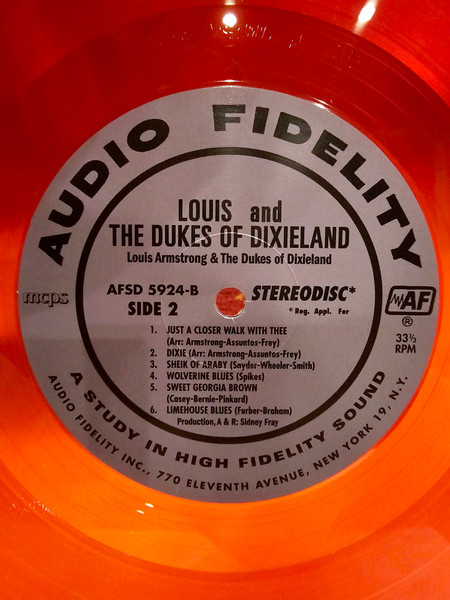 AUDIO FIDELITY
LOUIS and
THE DUKES OF DIXIELAND
Louis Armstrong & The Dukes of Dixieland
mcps
AFSD 5924-B
SIDE 2
STEREODISC*
° Reg. Appl. For
AF
®
33⅓
RPM
1. JUST A CLOSER WALK WITH THEE
(Arr: Armstrong-Assuntos-Frey)
2. DIXIE (Arr: Armstrong-Assuntos-Frey)
3. SHEIK OF ARABY (Snyder-Wheeler-Smith)
4. WOLVERINE BLUES (Spikes)
5. SWEET GEORGIA BROWN
(Casey-Bernie-Pinkard)
6. LIMEHOUSE BLUES (Furber-Braham)
Production, A & R: Sidney Fray
A STUDY IN HIGH FIDELITY SOUND
AUDIO FIDELITY INC., 770 ELEVENTH AVENUE, NEW YORK 19, N.Y.